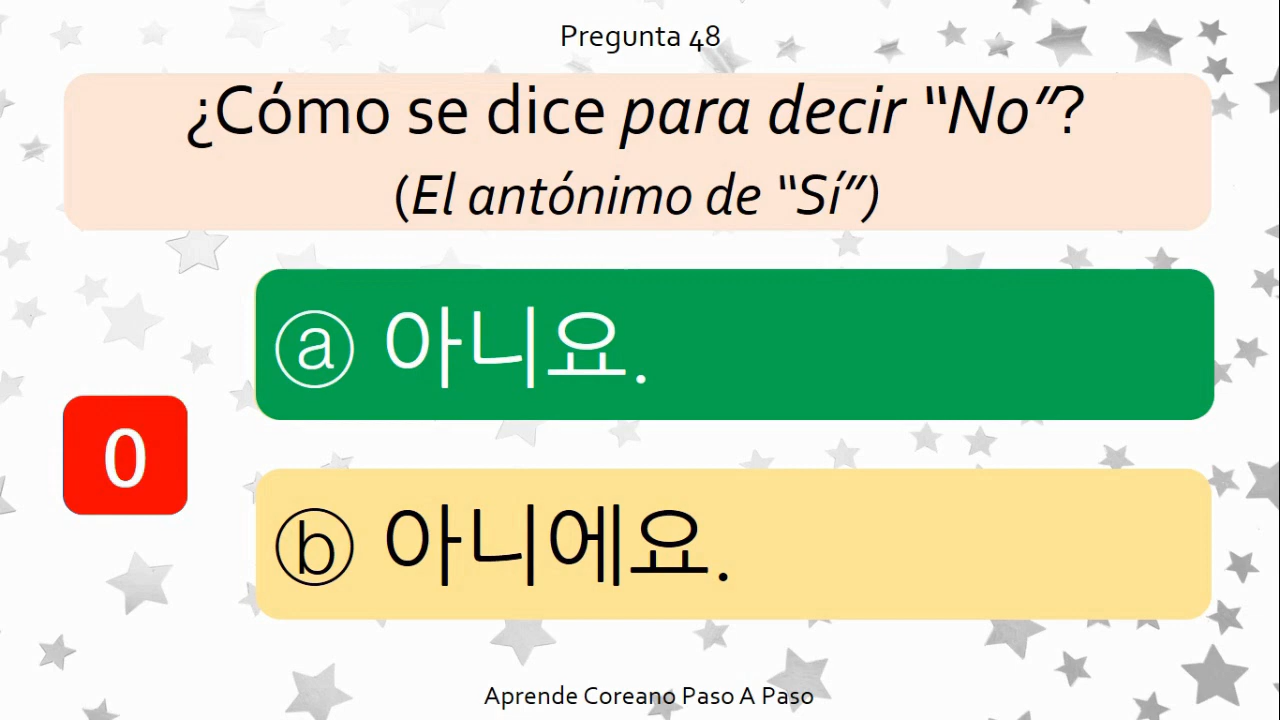 Pregunta 48
¿Cómo se dice para decir “No”?
(El antónimo de “Sí”)
ⓐ 아니요.
0
ⓑ 아니에요.
Aprende Coreano Paso A Paso